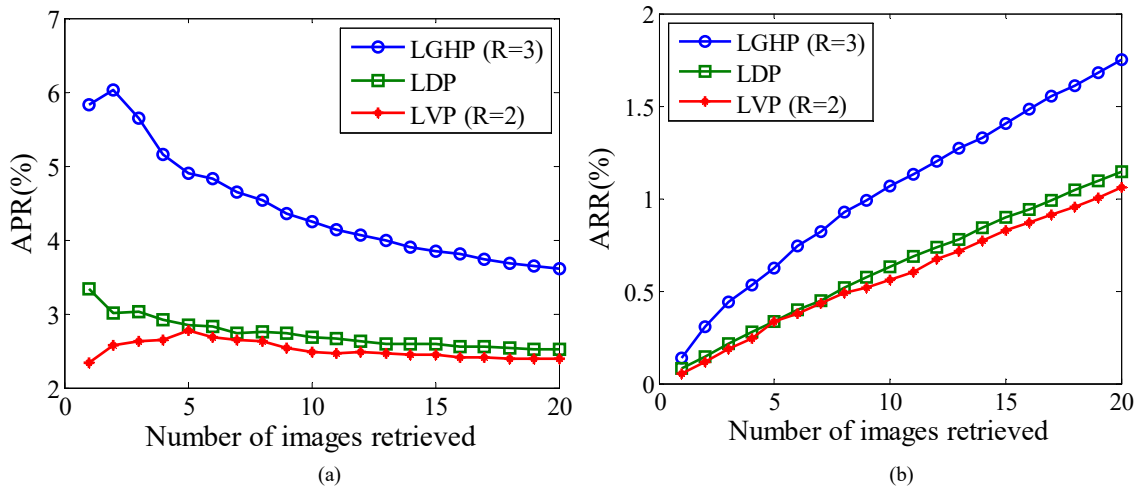 7
6
5
4
3
2
APR(%)
LGHP (R=3)
LDP
LVP (R=2)
0 5 10 15 20
Number of images retrieved
(a)
2
1.5
1
0.5
0
ARR(%)
LGHP (R=3)
LDP
LVP (R=2)
0 5 10 15 20
Number of images retrieved
(b)